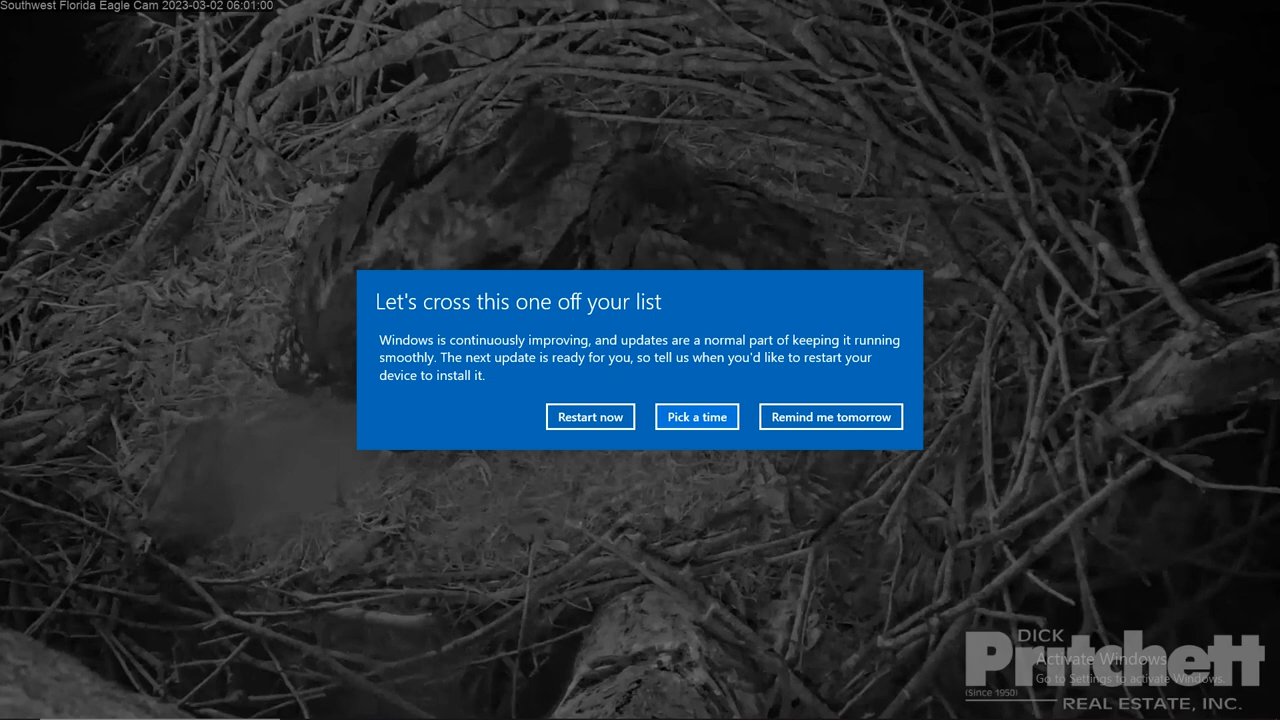 Southwest Florida Eagle Cam 2023-03-02 06:01:00
Let's cross this one off your list
Windows is continuously improving, and updates are a normal part of keeping it running
smoothly. The next update is ready for you, so tell us when you'd like to restart your
device to install it.
Restart now
Pick a time
Remind me tomorrow
DICK
Pritchett
Activate Windows
Go to Settings to activate Windows.
(Since 1950)
REAL ESTATE, INC.